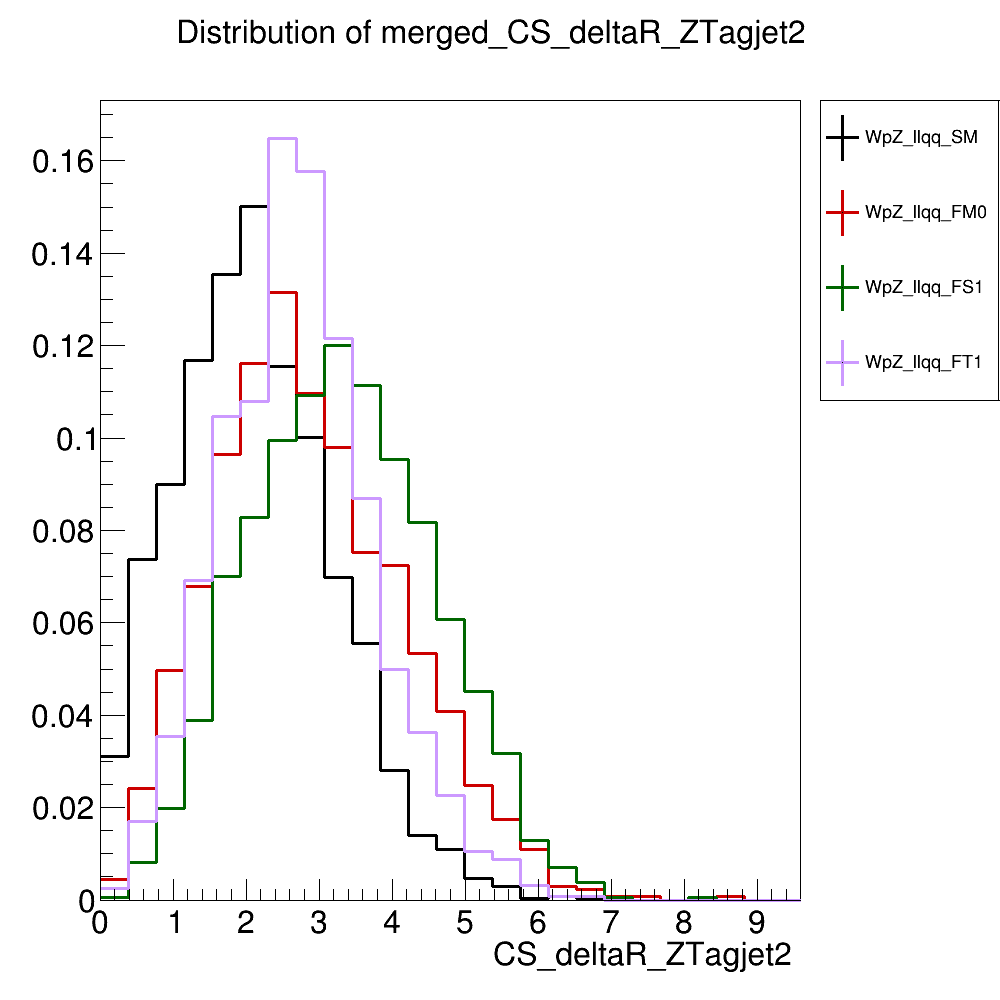 Distribution of merged_CS_deltaR_ZTagjet2
WpZ_llqq_SM
WpZ_llqq_FM0
WpZ_llqq_FS1
WpZ_llqq_FT1
0.16
0.14
0.12
0.1
0.08
0.06
0.04
0.02
0
0 1 2 3 4 5 6 7 8 9
CS_deltaR_ZTagjet2